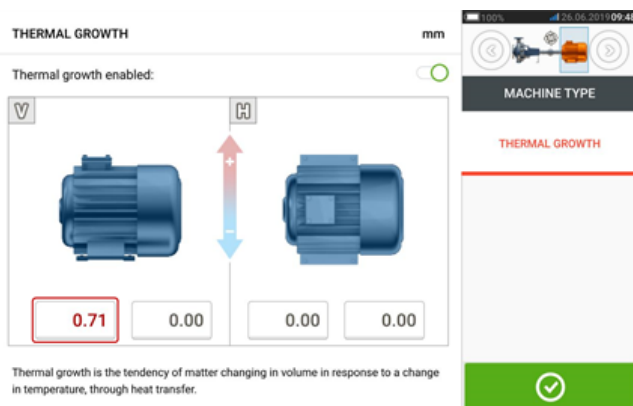 THERMAL GROWTH mm
Thermal growth enabled:
V H
+
-
0.71 0.00 0.00 0.00
Thermal growth is the tendency of matter changing in volume in response to a change
in temperature, through heat transfer.
100% 26.06.2019 09:48
MACHINE TYPE
THERMAL GROWTH